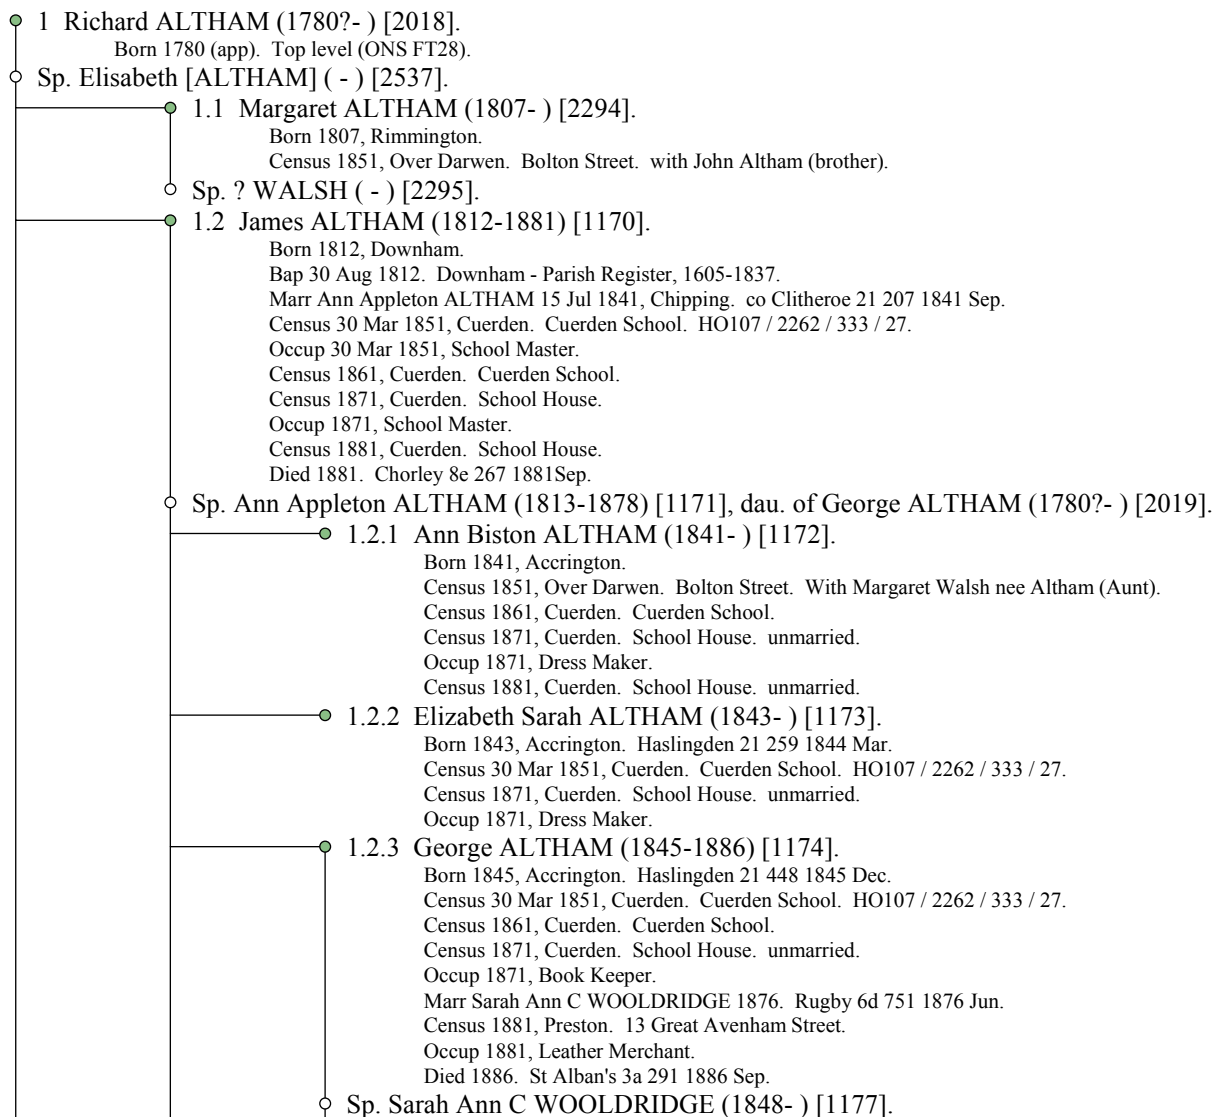 1 Richard ALTHAM (1780?- ) [2018].
Born 1780 (app). Top level (ONS FT28).
Sp. Elisabeth [ALTHAM] ( - ) [2537].
1.1 Margaret ALTHAM (1807- ) [2294].
Born 1807, Rimmington.
Census 1851, Over Darwen. Bolton Street. with John Altham (brother).
Sp. ? WALSH ( - ) [2295].
1.2 James ALTHAM (1812-1881) [1170].
Born 1812, Downham.
Bap 30 Aug 1812. Downham - Parish Register, 1605-1837.
Marr Ann Appleton ALTHAM 15 Jul 1841, Chipping. co Clitheroe 21 207 1841 Sep.
Census 30 Mar 1851, Cuerden. Cuerden School. HO107 / 2262 / 333 / 27.
Occup 30 Mar 1851, School Master.
Census 1861, Cuerden. Cuerden School.
Census 1871, Cuerden. School House.
Occup 1871, School Master.
Census 1881, Cuerden. School House.
Died 1881. Chorley 8e 267 1881Sep.
Sp. Ann Appleton ALTHAM (1813-1878) [1171], dau. of George ALTHAM (1780?- ) [2019].
1.2.1 Ann Biston ALTHAM (1841- ) [1172].
Born 1841, Accrington.
Census 1851, Over Darwen. Bolton Street. With Margaret Walsh nee Altham (Aunt).
Census 1861, Cuerden. Cuerden School.
Census 1871, Cuerden. School House. unmarried.
Occup 1871, Dress Maker.
Census 1881, Cuerden. School House. unmarried.
1.2.2 Elizabeth Sarah ALTHAM (1843- ) [1173].
Born 1843, Accrington. Haslingden 21 259 1844 Mar.
Census 30 Mar 1851, Cuerden. Cuerden School. HO107 / 2262 / 333 / 27.
Census 1871, Cuerden. School House. unmarried.
Occup 1871, Dress Maker.
1.2.3 George ALTHAM (1845-1886) [1174].
Born 1845, Accrington. Haslingden 21 448 1845 Dec.
Census 30 Mar 1851, Cuerden. Cuerden School. HO107 / 2262 / 333 / 27.
Census 1861, Cuerden. Cuerden School.
Census 1871, Cuerden. School House. unmarried.
Occup 1871, Book Keeper.
Marr Sarah Ann C WOOLDRIDGE 1876. Rugby 6d 751 1876 Jun.
Census 1881, Preston. 13 Great Avenham Street.
Occup 1881, Leather Merchant.
Died 1886. St Alban's 3a 291 1886 Sep.
Sp. Sarah Ann C WOOLDRIDGE (1848- ) [1177].